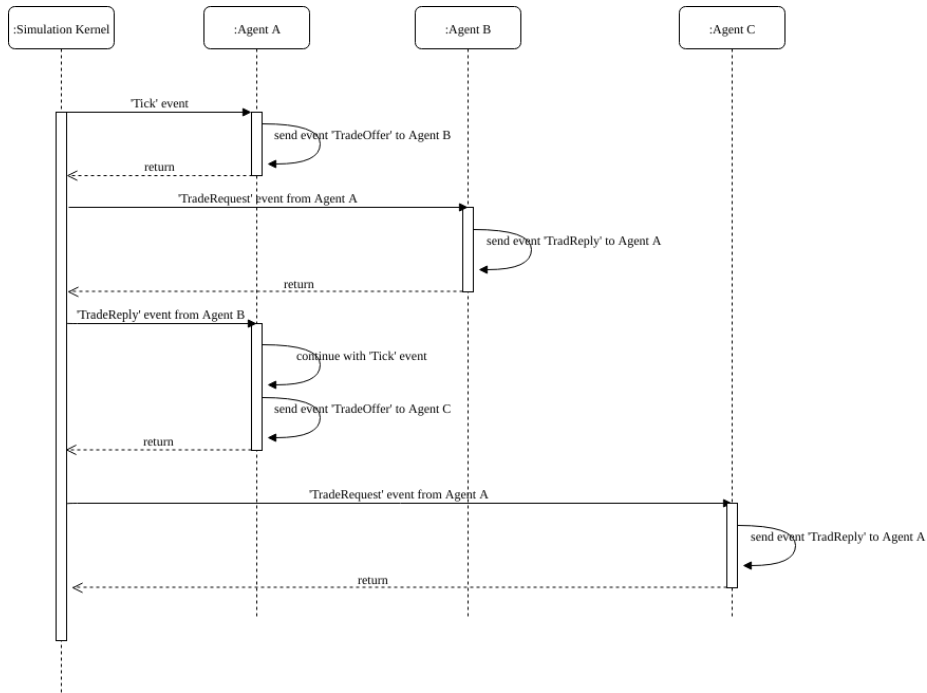 :Simulation Kernel
:Agent A
:Agent B
:Agent C
'Tick' event
send event 'TradeOffer' to Agent B
return
'TradeRequest' event from Agent A
send event 'TradReply' to Agent A
return
'TradeReply' event from Agent B
continue with 'Tick' event
send event 'TradeOffer' to Agent C
return
'TradeRequest' event from Agent A
send event 'TradReply' to Agent A
return